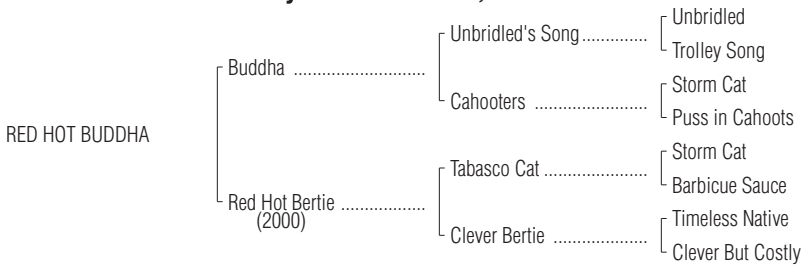 Unbridled
Unbridled's Song..............
Trolley Song
Buddha ............................
Storm Cat
Cahooters ........................
Puss in Cahoots
RED HOT BUDDHA
Storm Cat
Tabasco Cat ......................
Barbicue Sauce
Red Hot Bertie ..................
(2000)
Timeless Native
Clever Bertie ....................
Clever But Costly